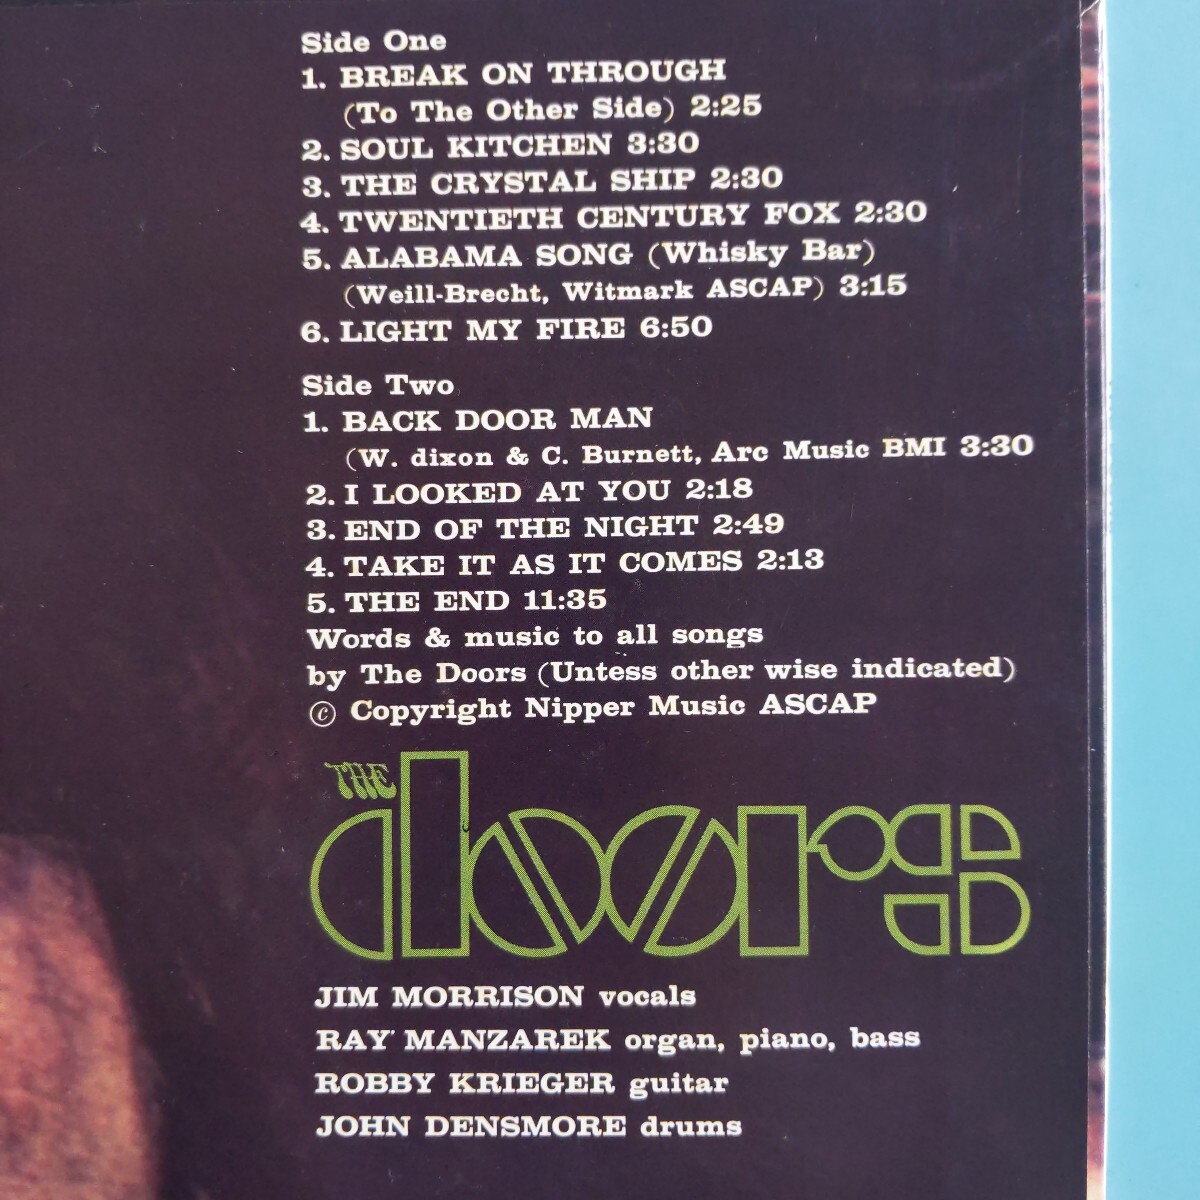 Side One
1. BREAK ON THROUGH
(To The Other Side) 2:25
2. SOUL KITCHEN 3:30
3. THE CRYSTAL SHIP 2:30
4. TWENTIETH CENTURY FOX 2:30
5. ALABAMA SONG (Whisky Bar)
(Weill-Brecht, Witmark ASCAP) 3:15
6. LIGHT MY FIRE 6:50
Side Two
1. BACK DOOR MAN
(W. dixon & C. Burnett, Arc Music BMI 3:30
2. I LOOKED AT YOU 2:18
3. END OF THE NIGHT 2:49
4. TAKE IT AS IT COMES 2:13
5. THE END 11:35
Words & music to all songs
by The Doors (Untess other wise indicated)
© Copyright Nipper Music ASCAP
THE
doors
JIM MORRISON vocals
RAY MANZAREK organ, piano, bass
ROBBY KRIEGER guitar
JOHN DENSMORE drums